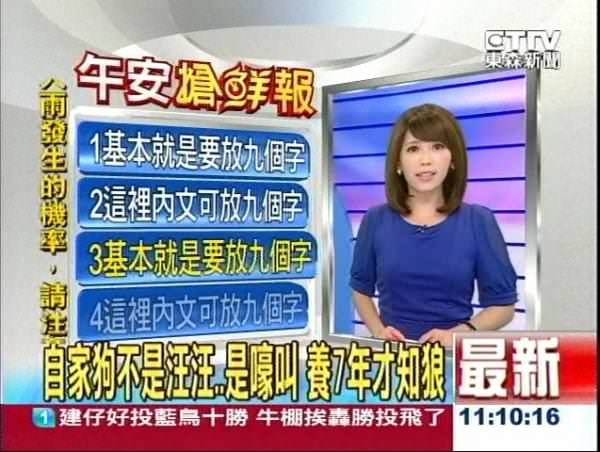 ETTV
東森新聞
午安搶鮮報
1基本就是要放九個字
2這裡內文可放九個字
3基本就是要放九個字
4這裡內文可放九個字
雨發生的機率，請注
自家狗不是汪汪..是嚎叫 養7年才知狼
最新
1 建仔好投藍鳥十勝 牛棚挨轟勝投飛了
11:10:16